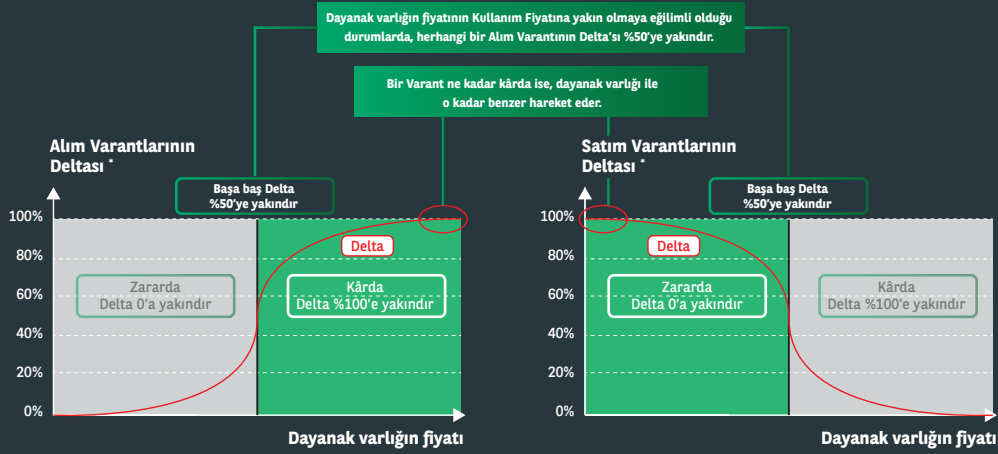 Dayanak varlığın fiyatının Kullanım Fiyatına yakın olmaya eğilimli olduğu
durumlarda, herhangi bir Alım Varantının Delta'sı %50'ye yakındır.
Bir Varant ne kadar kârda ise, dayanak varlığı ile
o kadar benzer hareket eder.
Alım Varantlarının
Deltası *
Başa baş Delta
%50'ye yakındır
100%
80%
60%
40%
20%
0%
Delta
Zararda
Delta 0'a yakındır
Kârda
Delta %100'e yakındır
Dayanak varlığın fiyatı
Satım Varantlarının
Deltası *
Başa baş Delta
%50'ye yakındır
100%
80%
60%
40%
20%
0%
Delta
Zararda
Delta 0'a yakındır
Kârda
Delta %100'e yakındır
Dayanak varlığın fiyatı